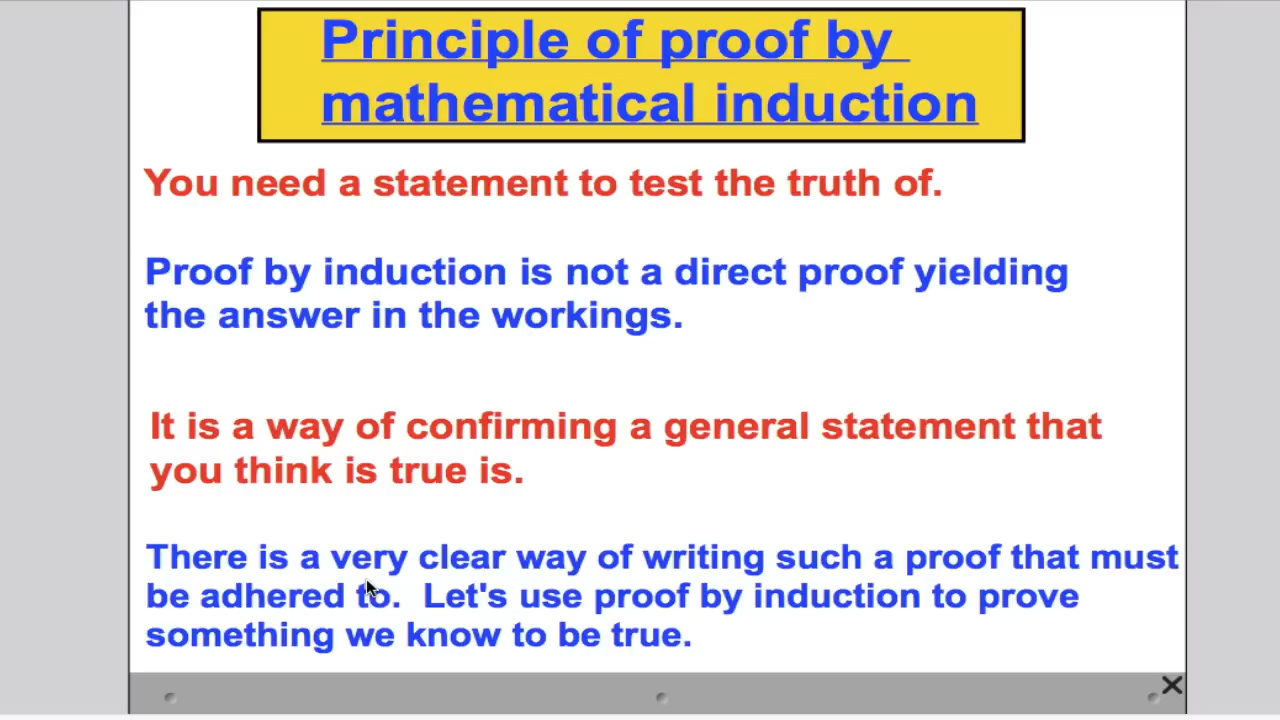 Principle of proof by
mathematical induction
You need a statement to test the truth of.
Proof by induction is not a direct proof yielding
the answer in the workings.
It is a way of confirming a general statement that
you think is true is.
There is a very clear way of writing such a proof that must
be adhered to.  Let's use proof by induction to prove
something we know to be true.